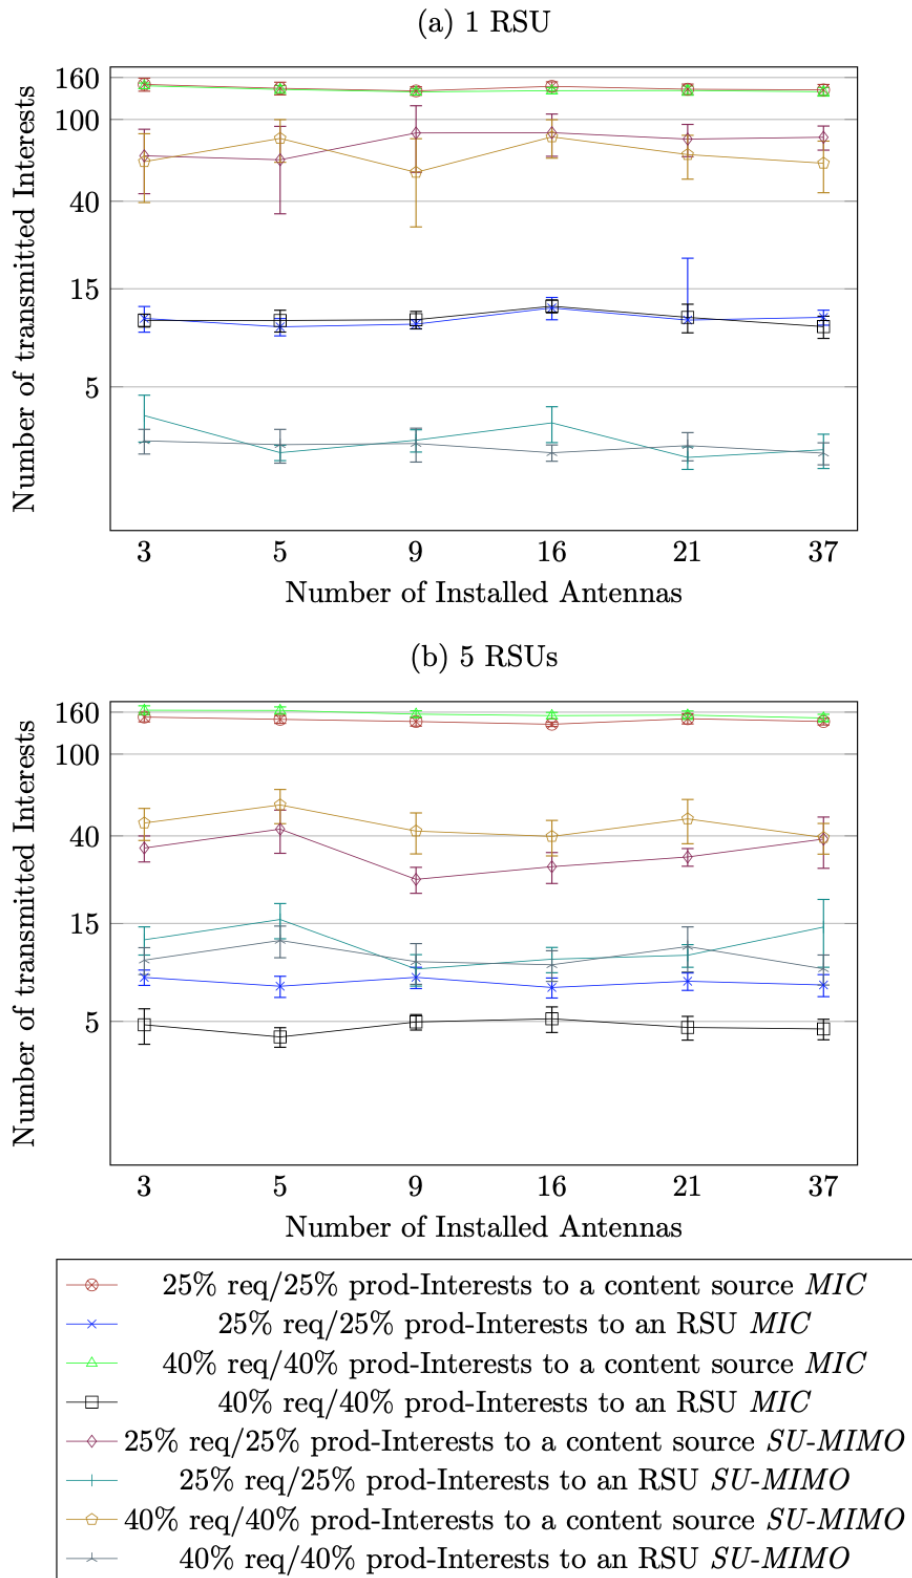 (a) 1 RSU
160
100
40
15
5
Number of transmitted Interests
3 5 9 16 21 37
Number of Installed Antennas
(b) 5 RSUs
160
100
40
15
5
Number of transmitted Interests
3 5 9 16 21 37
Number of Installed Antennas
25% req/25% prod-Interests to a content source MIC
25% req/25% prod-Interests to an RSU MIC
40% req/40% prod-Interests to a content source MIC
40% req/40% prod-Interests to an RSU MIC
25% req/25% prod-Interests to a content source SU-MIMO
25% req/25% prod-Interests to an RSU SU-MIMO
40% req/40% prod-Interests to a content source SU-MIMO
40% req/40% prod-Interests to an RSU SU-MIMO